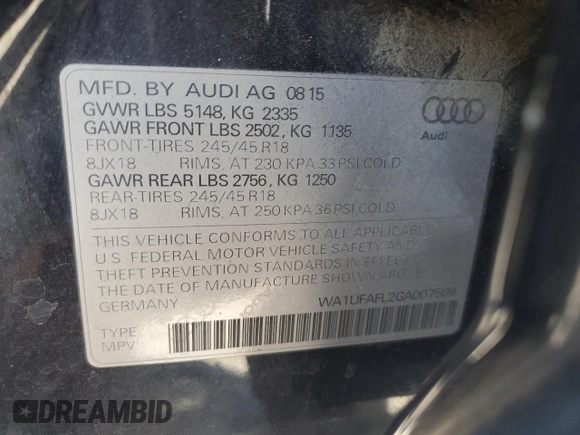 MFD. BY AUDI AG 08 15
GVWR LBS 5148, KG 2335
GAWR FRONT LBS 2502, KG 1135
FRONT-TIRES 245/45 R18
8JX18 RIMS, AT 230 KPA 33 PSI COLD
GAWR REAR LBS 2756, KG 1250
REAR-TIRES 245/45 R18
8JX18 RIMS, AT 250 KPA 36 PSI COLD
Audi
THIS VEHICLE CONFORMS TO ALL APPLICABLE
U S FEDERAL MOTOR VEHICLE SAFETY AND
THEFT PREVENTION STANDARDS IN EFFECT ON
THE DATE OF MANUFACTURE SHOWN ABOVE
GERMANY WA1UFAFL2GA007506
TYPE
MPV
DREAMBID